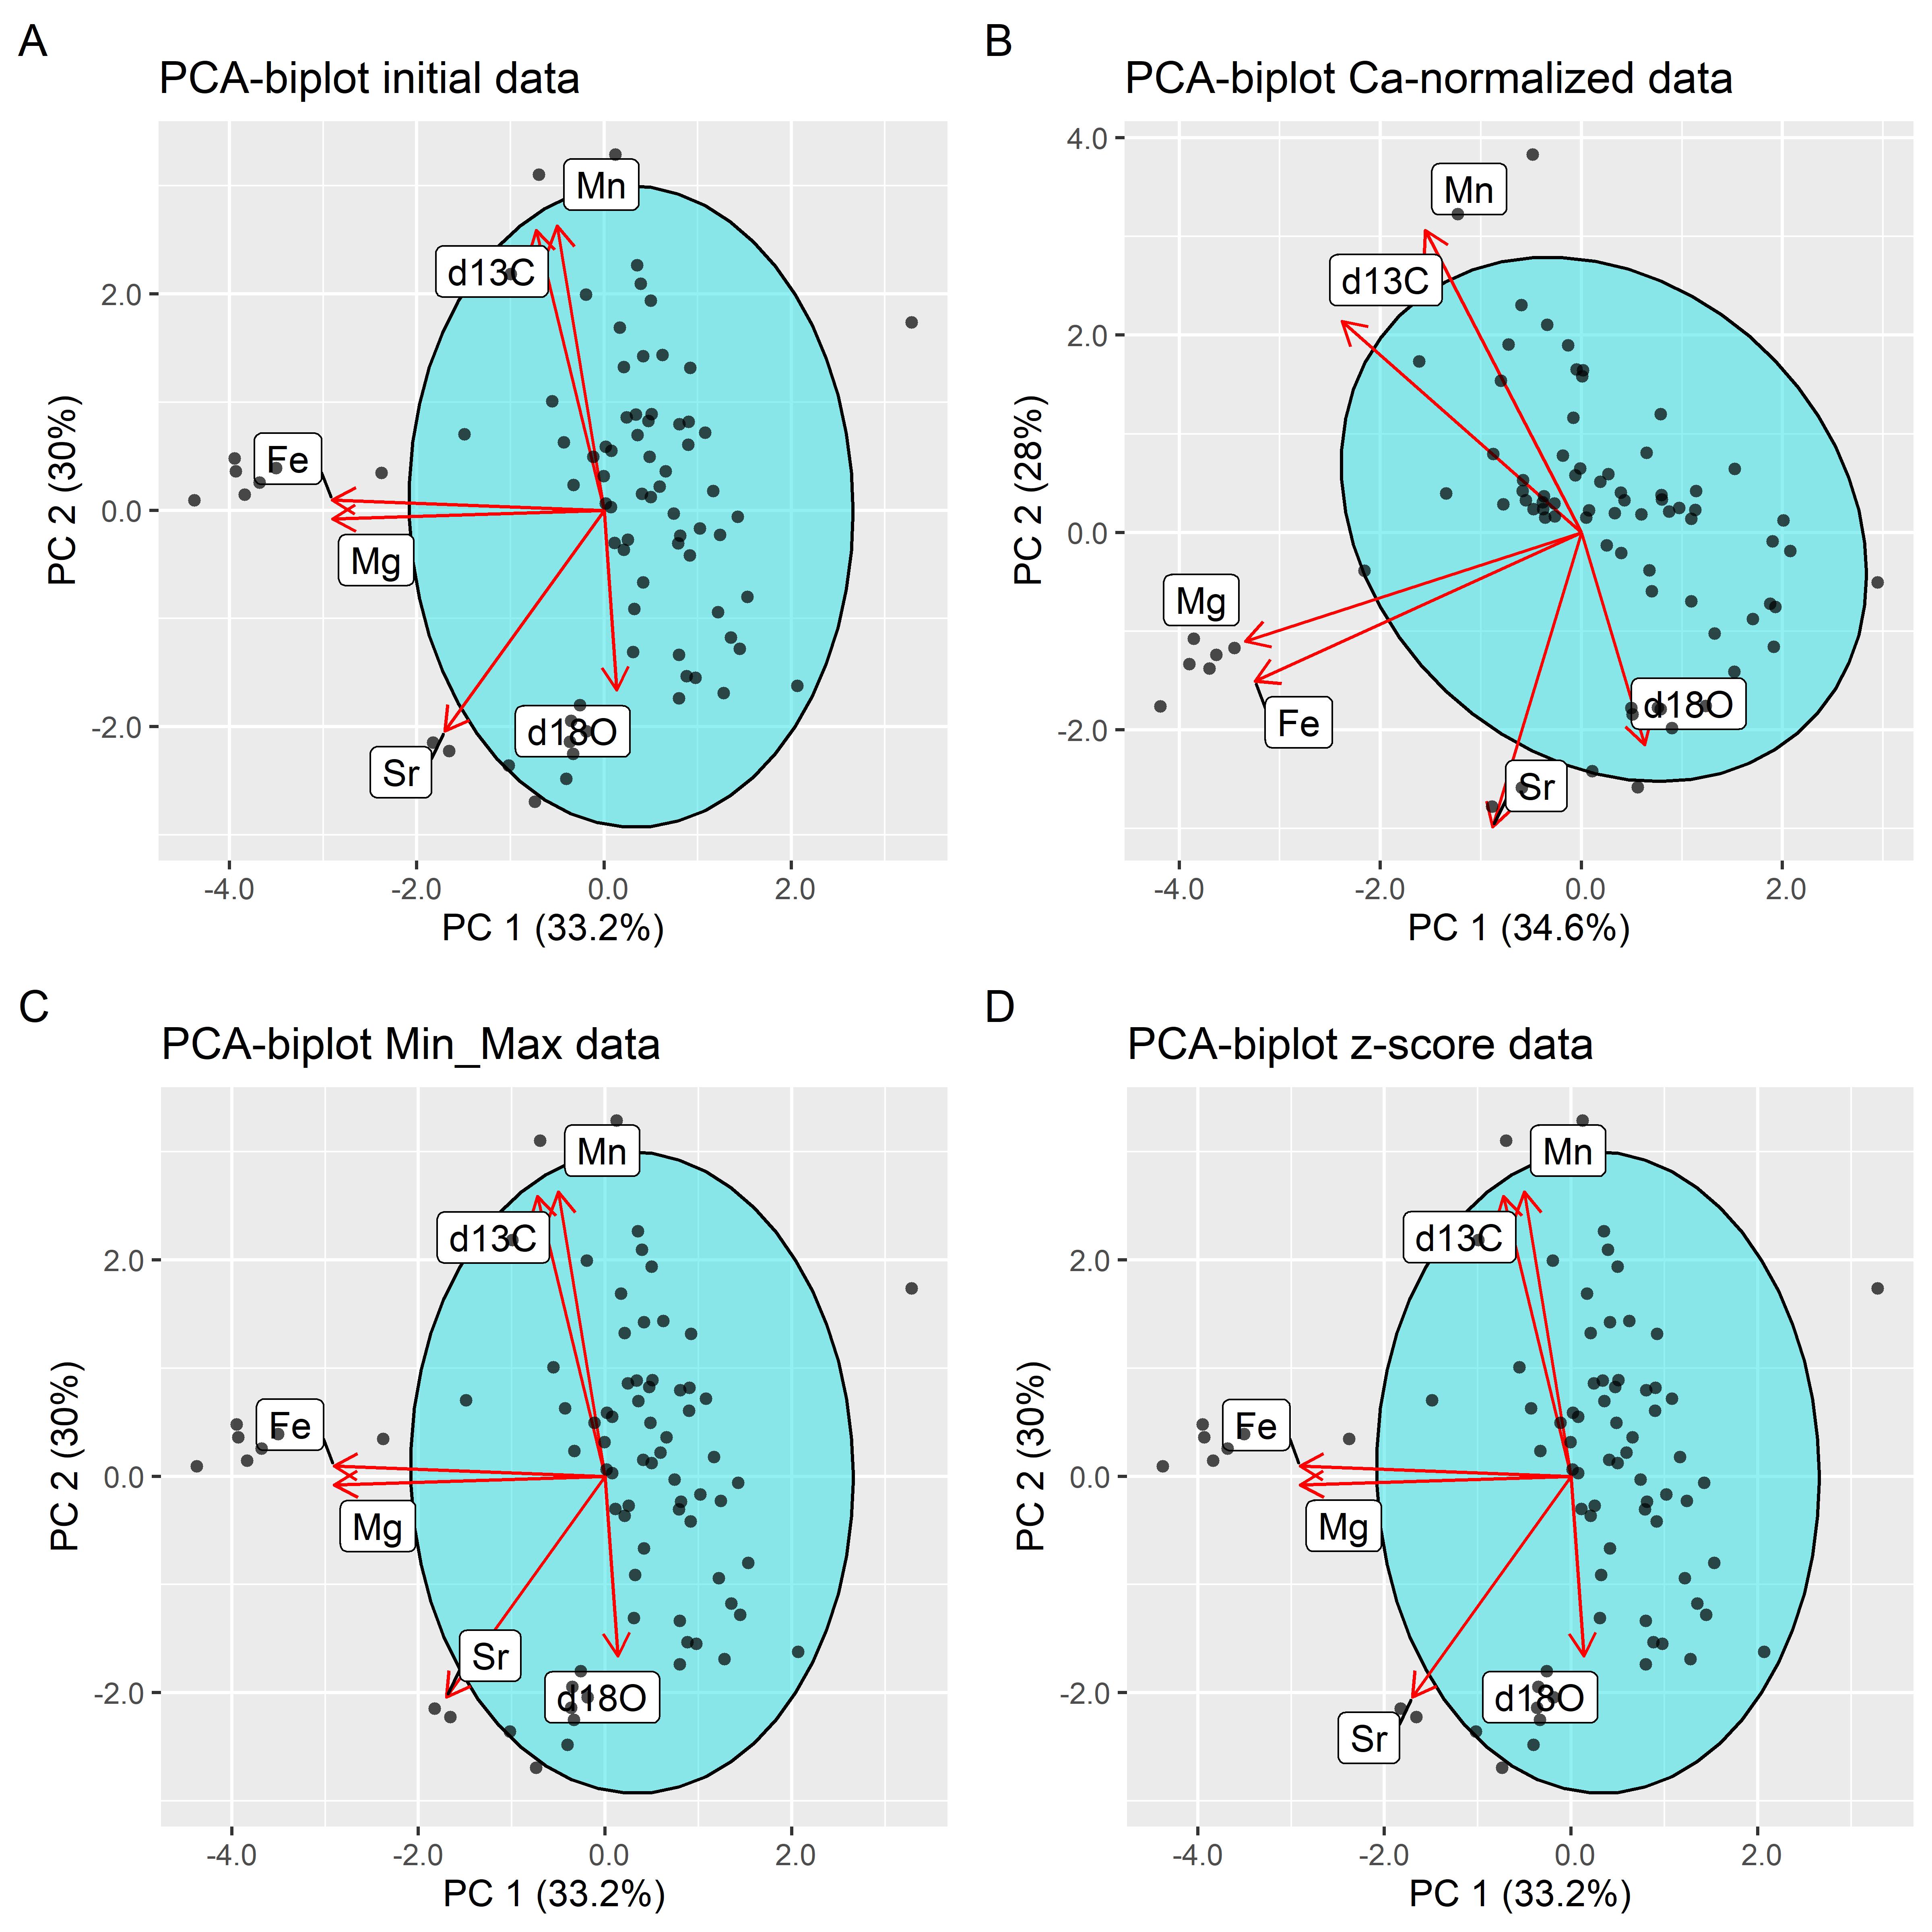 A
PCA-biplot initial data
PC 2 (30%)
2.0
0.0
-2.0
Mn
d13C
Fe
Mg
Sr
d18O
-4.0 -2.0 0.0 2.0
PC 1 (33.2%)
B
PCA-biplot Ca-normalized data
PC 2 (28%)
4.0
2.0
0.0
-2.0
Mn
d13C
Mg
Fe
d18O
Sr
-4.0 -2.0 0.0 2.0
PC 1 (34.6%)
C
PCA-biplot Min_Max data
PC 2 (30%)
2.0
0.0
-2.0
Mn
d13C
Fe
Mg
Sr
d18O
-4.0 -2.0 0.0 2.0
PC 1 (33.2%)
D
PCA-biplot z-score data
PC 2 (30%)
2.0
0.0
-2.0
Mn
d13C
Fe
Mg
d18O
Sr
-4.0 -2.0 0.0 2.0
PC 1 (33.2%)